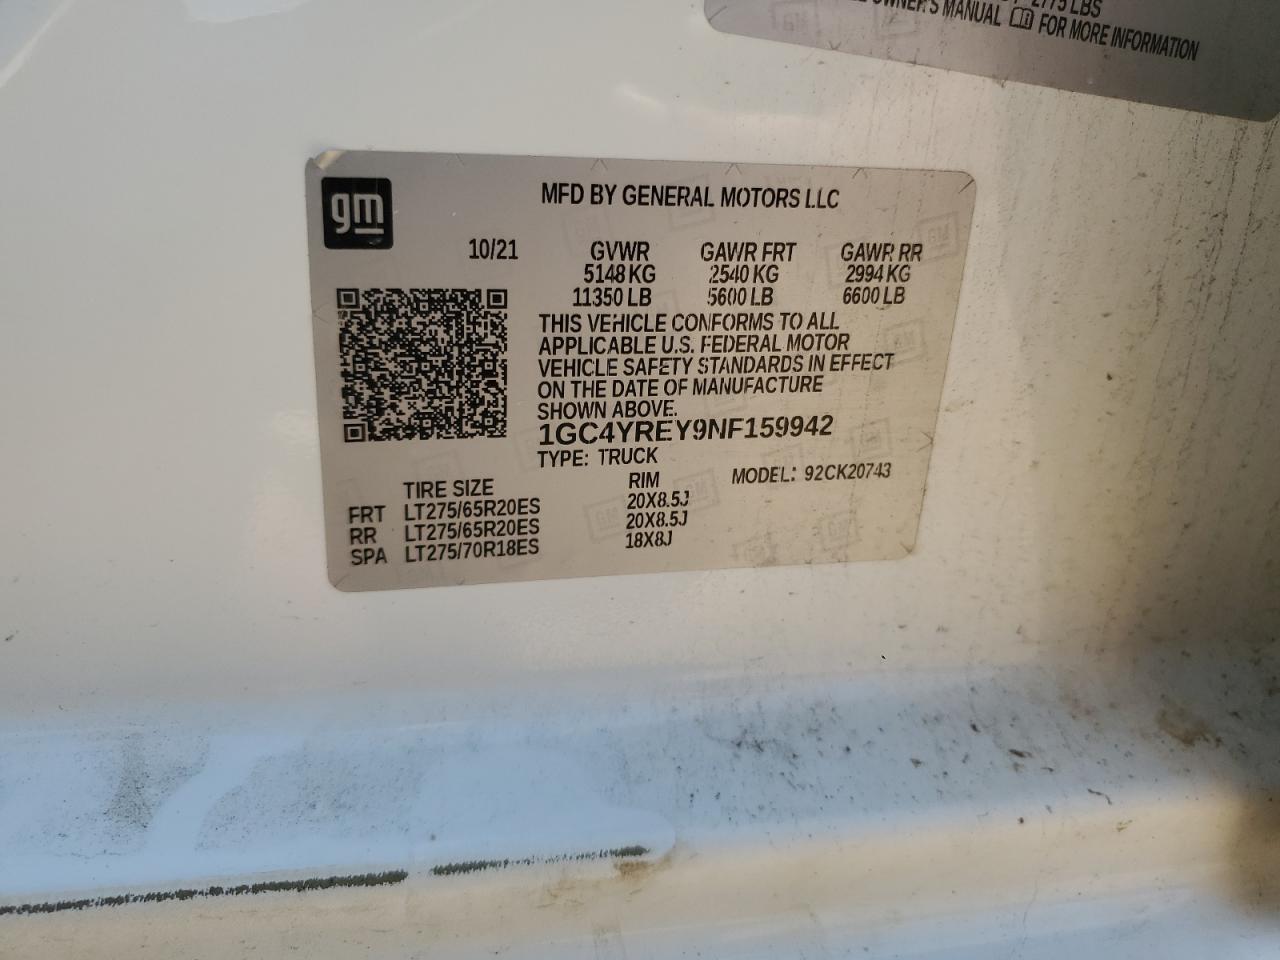 2775 LBS
OWNER'S MANUAL FOR MORE INFORMATION
gm
MFD BY GENERAL MOTORS LLC
10/21 GVWR GAWR FRT GAWR RR
5148 KG 2540 KG 2994 KG
11350 LB 5600 LB 6600 LB
THIS VEHICLE CONFORMS TO ALL
APPLICABLE U.S. FEDERAL MOTOR
VEHICLE SAFETY STANDARDS IN EFFECT
ON THE DATE OF MANUFACTURE
SHOWN ABOVE.
1GC4YREY9NF159942
TYPE: TRUCK
MODEL: 92CK20743
TIRE SIZE RIM
FRT LT275/65R20ES 20X8.5J
RR LT275/65R20ES 20X8.5J
SPA LT275/70R18ES 18X8J